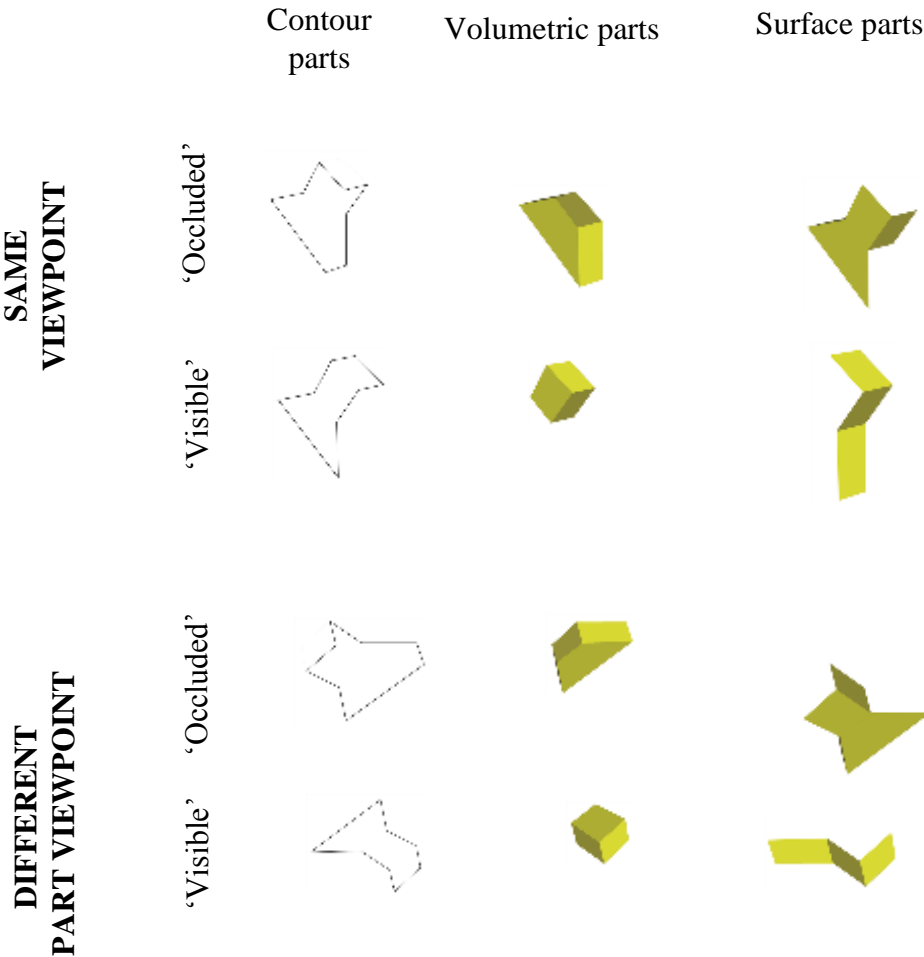 Contour
parts
Volumetric parts
Surface parts
SAME
VIEWPOINT
‘Occluded’
‘Visible’
DIFFERENT
PART VIEWPOINT
‘Occluded’
‘Visible’